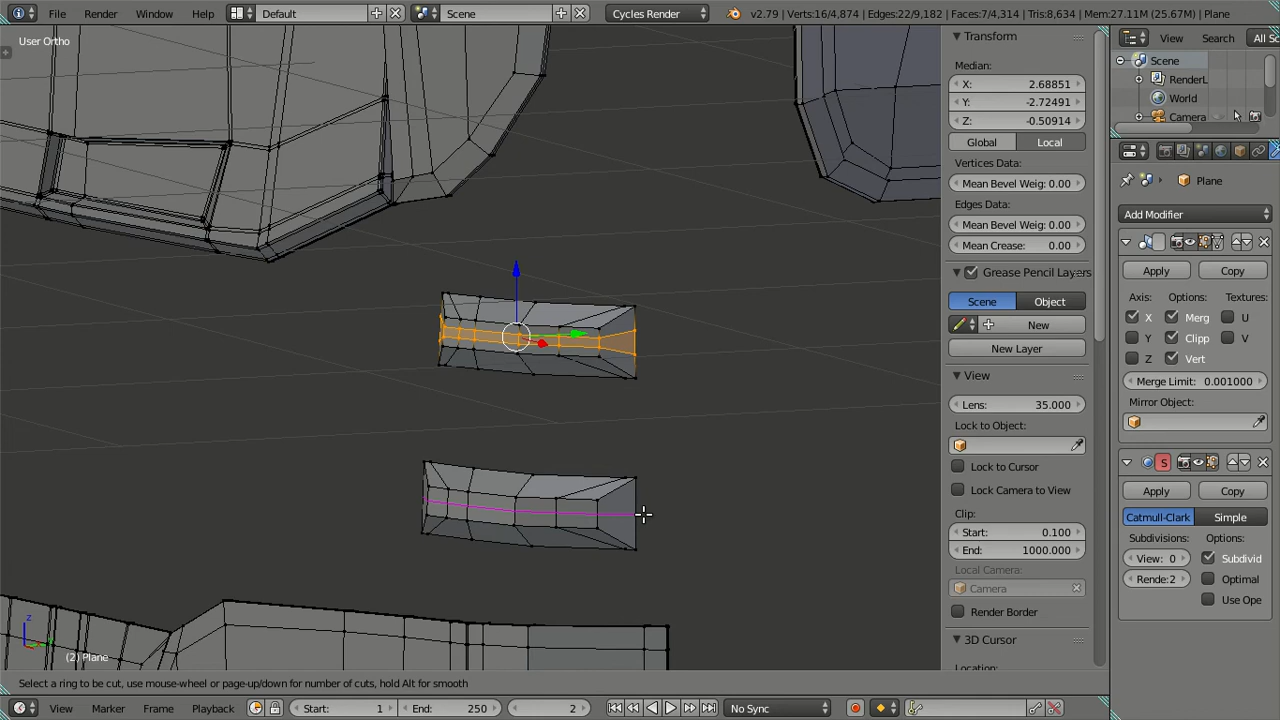 File Render Window Help Default Scene Cycles Render v2.79 | Verts:16/4,874 | Edges:22/9,182 | Faces:7/4,314 | Tris:8,634 | Mem:27.11M (25.67M) | Plane
User Ortho
Transform
Median:
X: 2.68851
Y: -2.72491
Z: -0.50914
Global Local
Vertices Data:
Mean Bevel Weig: 0.00
Edges Data:
Mean Bevel Weig: 0.00
Mean Crease: 0.00
Grease Pencil Layers
Scene Object
New
New Layer
View
Lens: 35.000
Lock to Object:
Lock to Cursor
Lock Camera to View
Clip:
Start: 0.100
End: 1000.000
Local Camera:
Camera
Render Border
3D Cursor
Location:
View Search All Sc
Scene
RenderL
World
Camera
Plane
Add Modifier
Apply Copy
Axis: Options: Textures:
X Merg U
Y Clipp V
Z Vert
Merge Limit: 0.001000
Mirror Object:
S
Apply Copy
Catmull-Clark Simple
Subdivisions: Options:
View: 0 Subdivid
Rende:2 Optimal
Use Ope
z
(2) Plane
Select a ring to be cut, use mouse-wheel or page-up/down for number of cuts, hold Alt for smooth
View Marker Frame Playback Start: 1 End: 250 2 No Sync